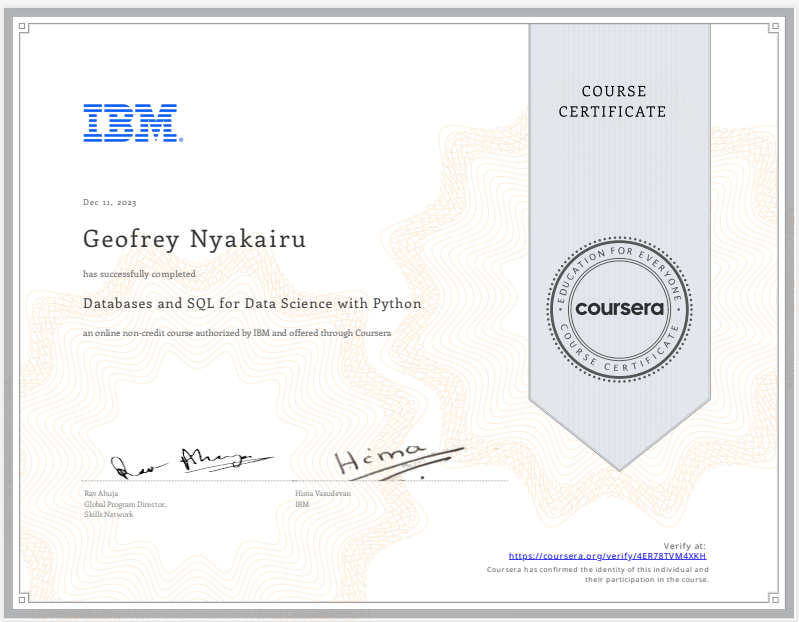 COURSE
CERTIFICATE
IBM®
Dec 11, 2023
Geofrey Nyakairu
has successfully completed
Databases and SQL for Data Science with Python
an online non-credit course authorized by IBM and offered through Coursera
EDUCATION FOR EVERYONE
coursera
COURSE CERTIFICATE
Rav Ahuja
Hima
Rav Ahuja
Global Program Director,
Skills Network
Hima Vasudevan
IBM
Verify at:
https://coursera.org/verify/4ER78TVM4XKH
Coursera has confirmed the identity of this individual and
their participation in the course.